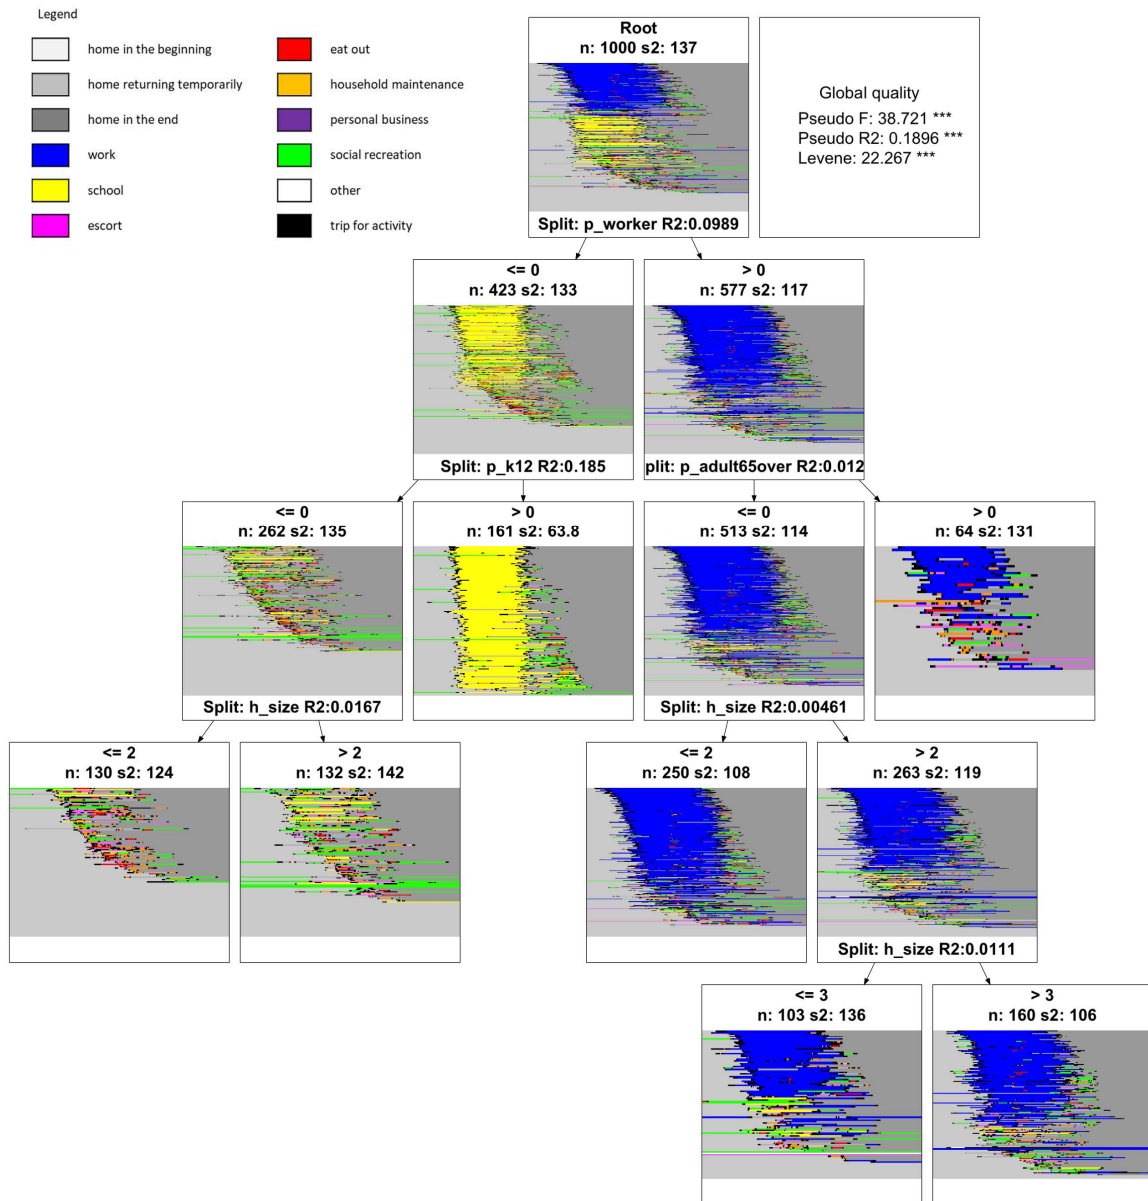 Legend
home in the beginning
home returning temporarily
home in the end
work
school
escort
eat out
household maintenance
personal business
social recreation
other
trip for activity
Root
n: 1000 s2: 137
Split: p_worker R2:0.0989
Global quality
Pseudo F: 38.721 ***
Pseudo R2: 0.1896 ***
Levene: 22.267 ***
<= 0
n: 423 s2: 133
Split: p_k12 R2:0.185
> 0
n: 577 s2: 117
plit: p_adult65over R2:0.012
<= 0
n: 262 s2: 135
Split: h_size R2:0.0167
> 0
n: 161 s2: 63.8
<= 0
n: 513 s2: 114
Split: h_size R2:0.00461
> 0
n: 64 s2: 131
<= 2
n: 130 s2: 124
> 2
n: 132 s2: 142
<= 2
n: 250 s2: 108
> 2
n: 263 s2: 119
Split: h_size R2:0.0111
<= 3
n: 103 s2: 136
> 3
n: 160 s2: 106